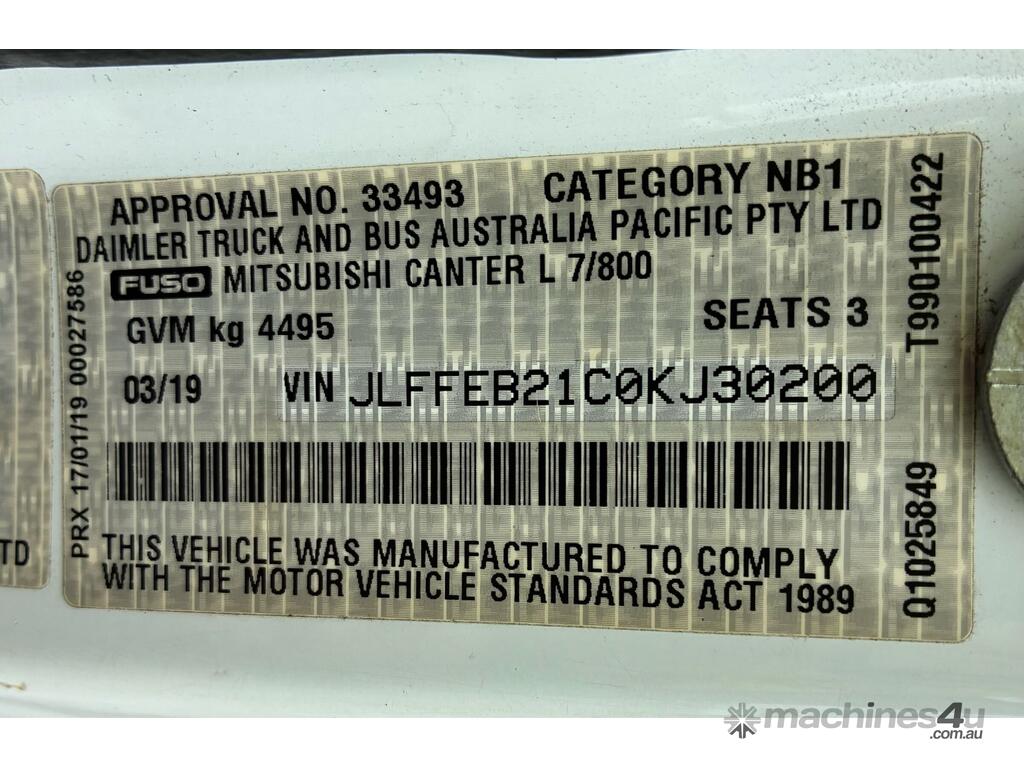 APPROVAL NO. 33493 CATEGORY NB1
DAIMLER TRUCK AND BUS AUSTRALIA PACIFIC PTY LTD
FUSO MITSUBISHI CANTER L 7/800
GVM kg 4495 SEATS 3
03/19 VIN JLFFEB21C0KJ30200
THIS VEHICLE WAS MANUFACTURED TO COMPLY
WITH THE MOTOR VEHICLE STANDARDS ACT 1989
PRX 17/01/19 00027586
T990100422
Q1025849
TD
machines4u
.com.au